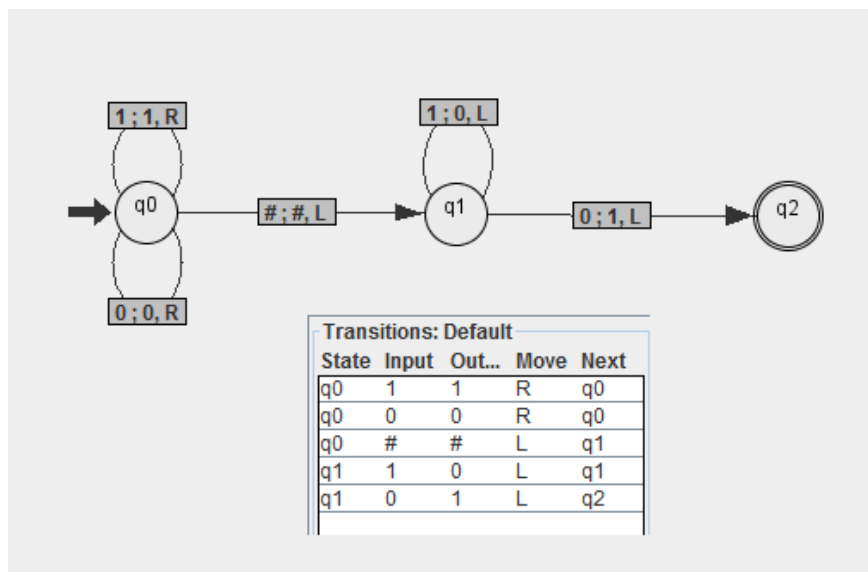 1 ; 1, R
1 ; 0, L
q0
#; #, L
q1
0 ; 1, L
q2
0 ; 0, R
Transitions: Default
State Input Out... Move Next
q0 1 1 R q0
q0 0 0 R q0
q0 # # L q1
q1 1 0 L q1
q1 0 1 L q2